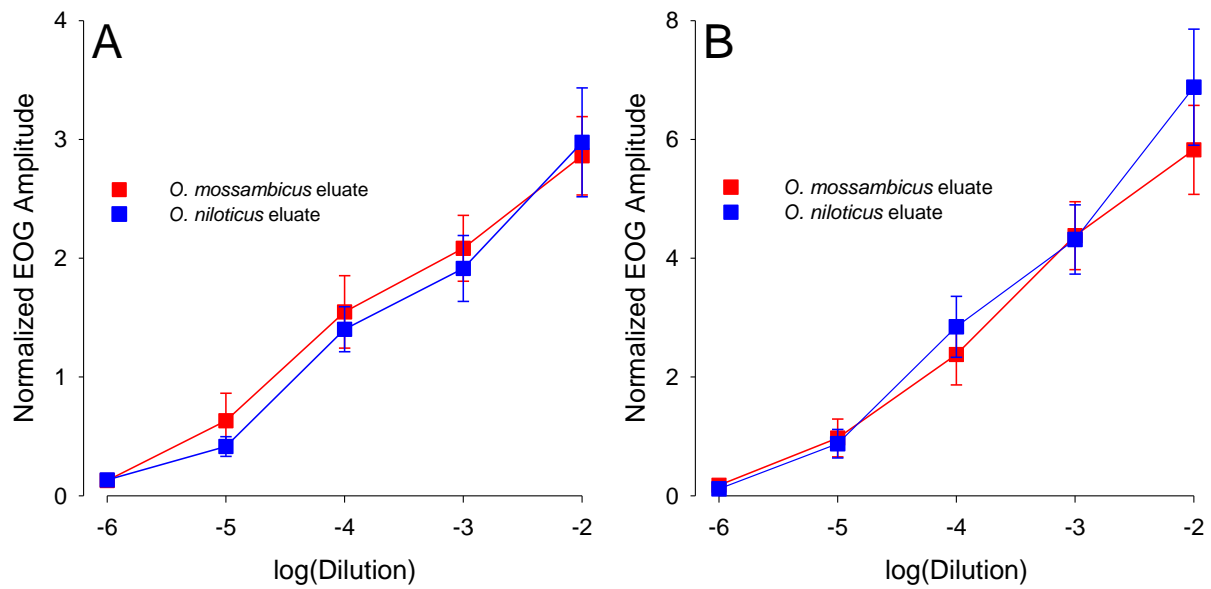 A
Normalized EOG Amplitude
4
3
2
1
0
O. mossambicus eluate
O. niloticus eluate
-6 -5 -4 -3 -2
log(Dilution)
B
Normalized EOG Amplitude
8
6
4
2
0
O. mossambicus eluate
O. niloticus eluate
-6 -5 -4 -3 -2
log(Dilution)